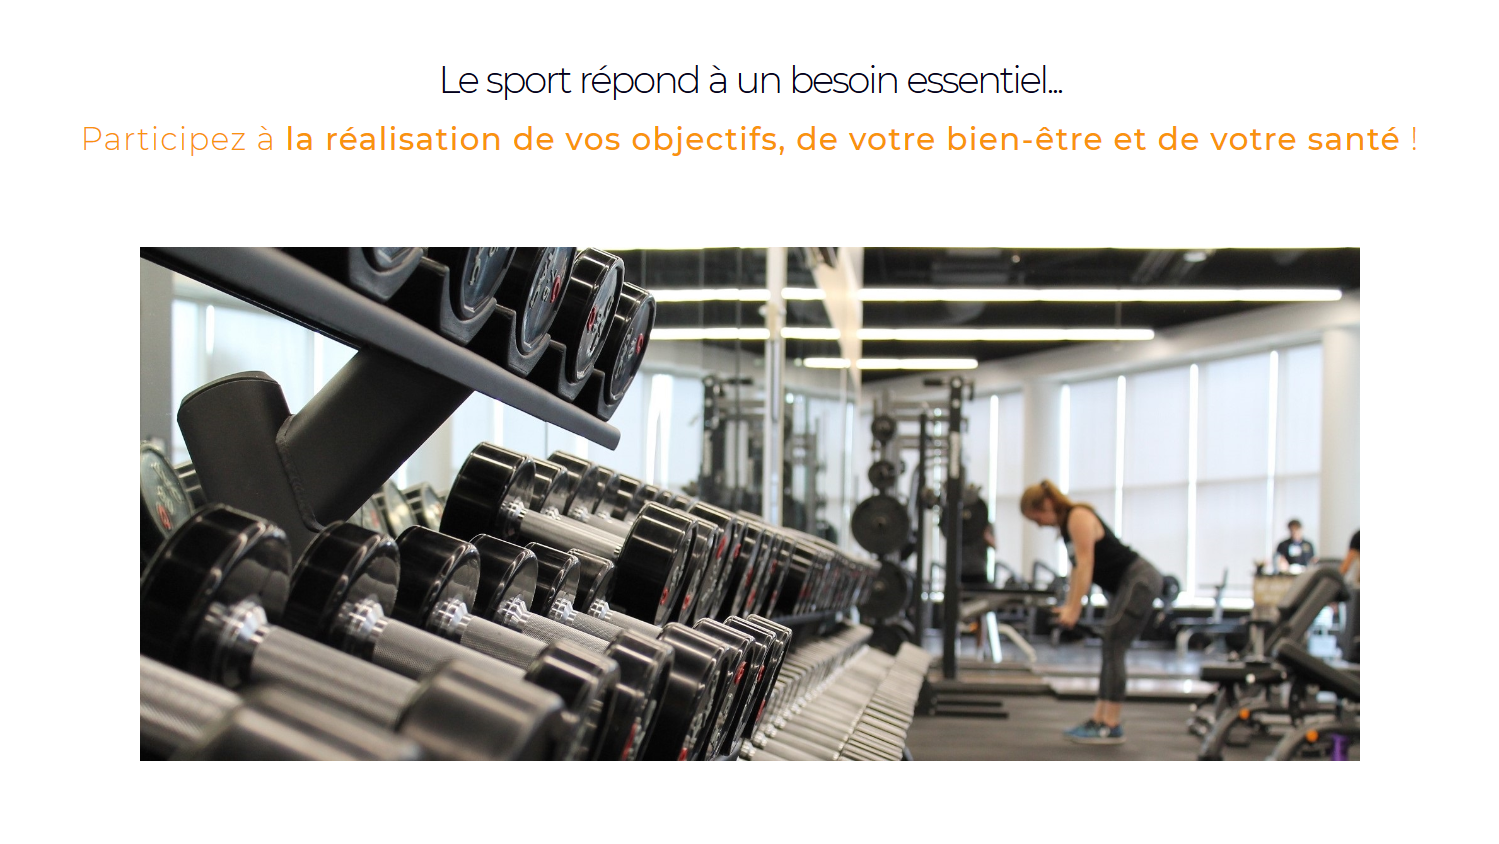 Le sport répond à un besoin essentiel...
Participez à la réalisation de vos objectifs, de votre bien-être et de votre santé !